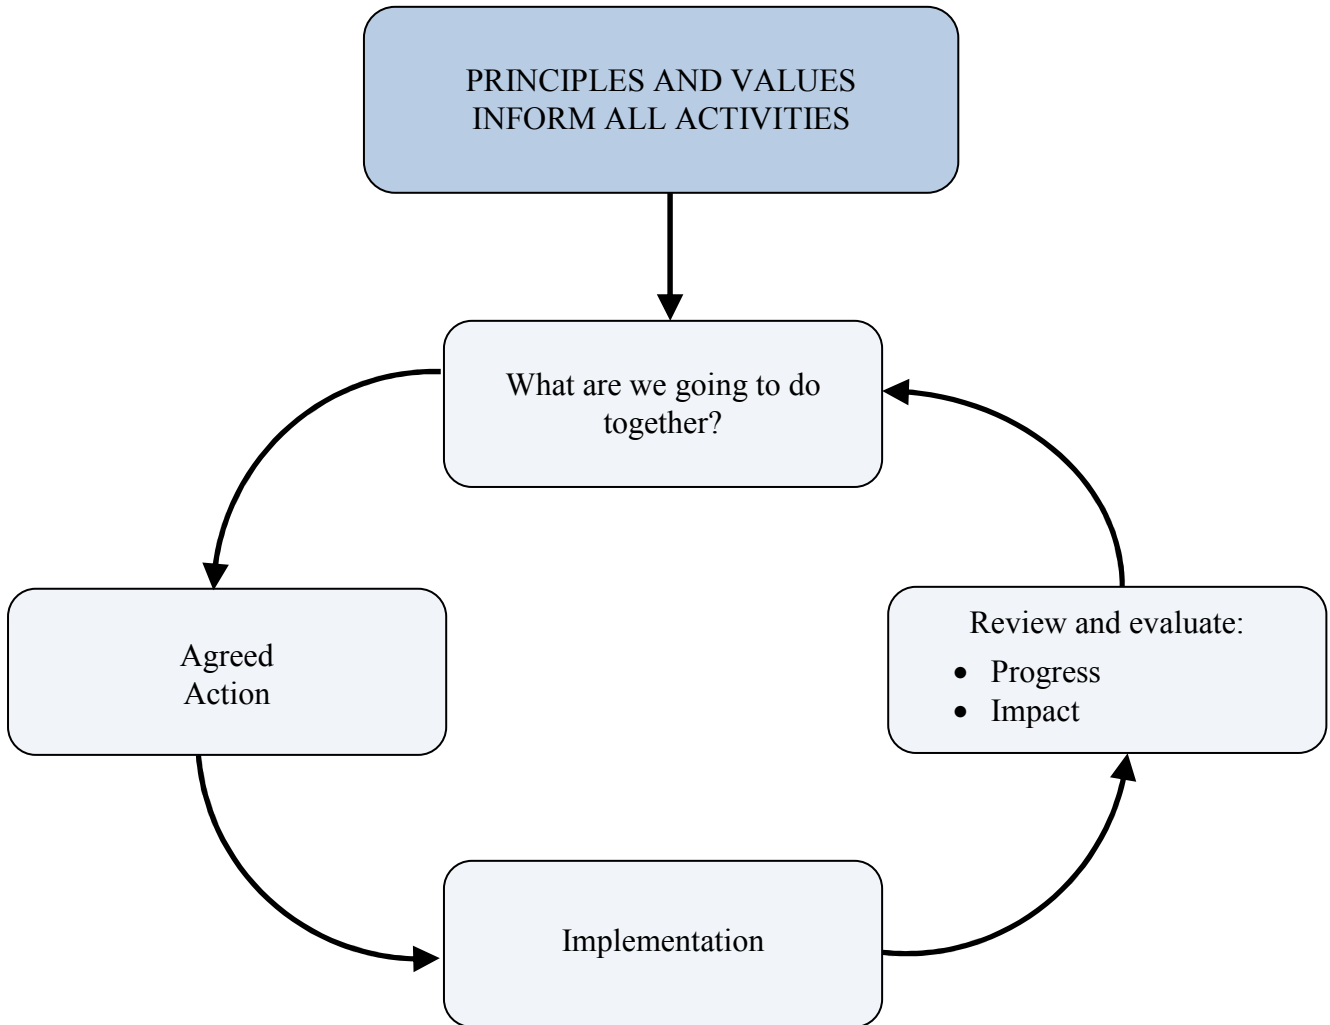 PRINCIPLES AND VALUES
INFORM ALL ACTIVITIES
What are we going to do
together?
Agreed
Action
Review and evaluate:
• Progress
• Impact
Implementation